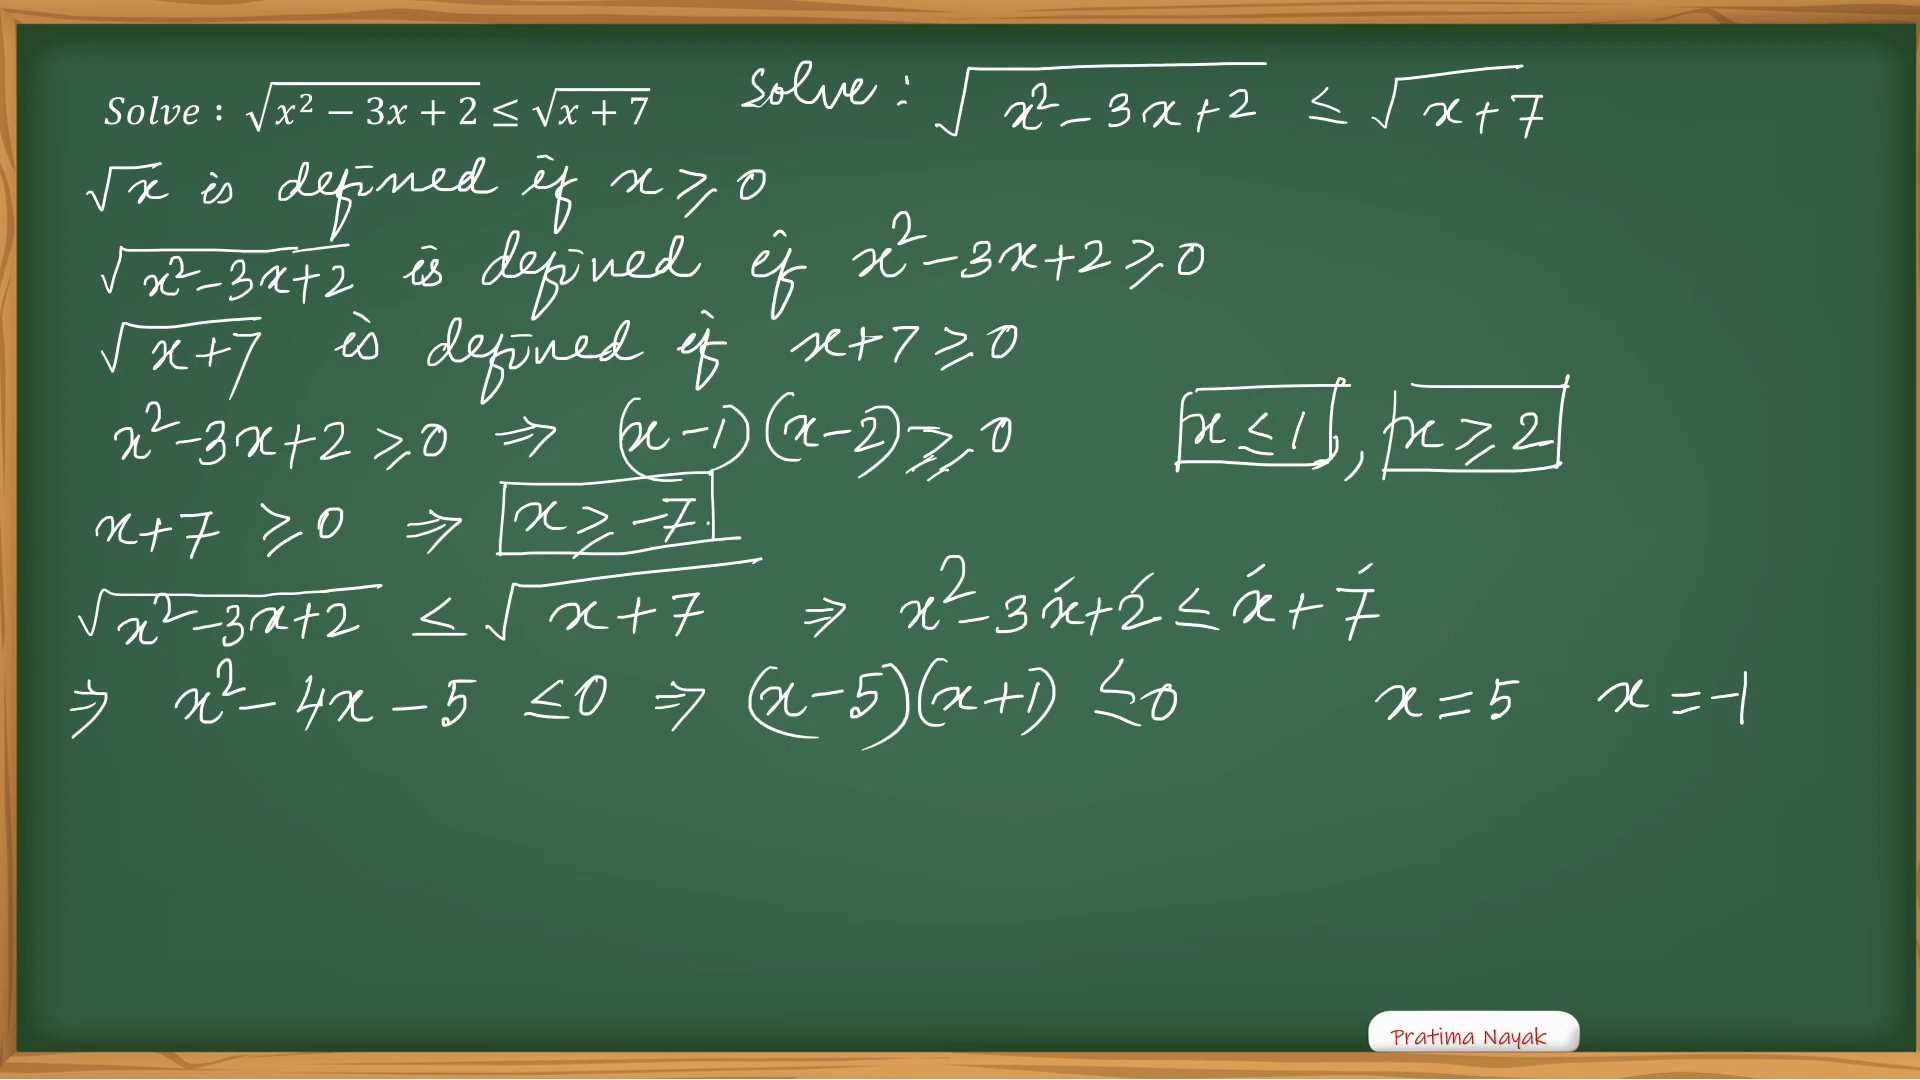 Solve : √(x² − 3x + 2) ≤ √(x + 7) Solve : √(x² − 3x + 2) ≤ √(x + 7)
√x is defined if x ≥ 0
√(x² − 3x + 2) is defined if x² − 3x + 2 ≥ 0
√(x + 7) is defined if x + 7 ≥ 0
x² − 3x + 2 ≥ 0 ⇒ (x − 1)(x − 2) ≥ 0 x ≤ 1 , x ≥ 2
x + 7 ≥ 0 ⇒ x ≥ −7.
√(x² − 3x + 2) ≤ √(x + 7) ⇒ x² − 3x + 2 ≤ x + 7
⇒ x² − 4x − 5 ≤ 0 ⇒ (x − 5)(x + 1) ≤ 0 x = 5 x = −1
Pratima Nayak